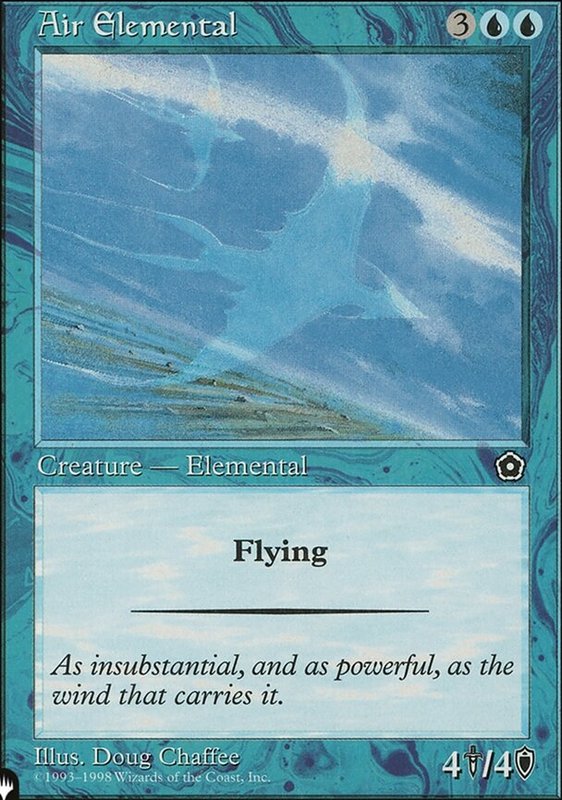 Air Elemental 3
Creature — Elemental
Flying
As insubstantial, and as powerful, as the
wind that carries it.
Illus. Doug Chaffee
© 1993–1998 Wizards of the Coast, Inc.
4/4